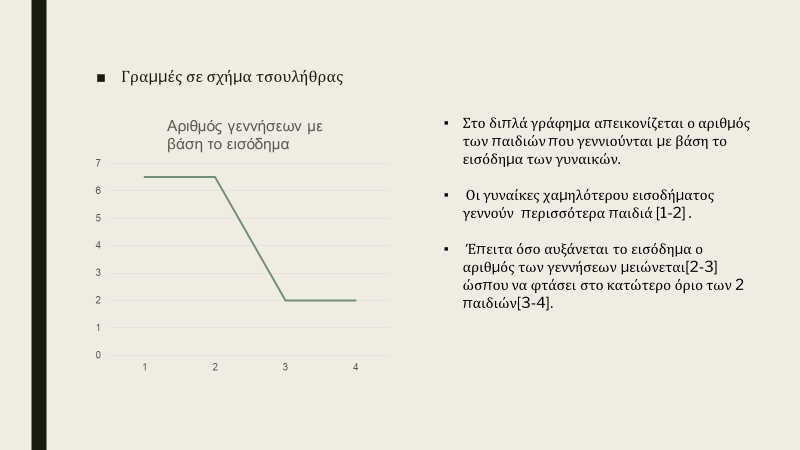 ▪ Γραμμές σε σχήμα τσουλήθρας
Αριθμός γεννήσεων με
βάση το εισόδημα
7
6
5
4
3
2
1
0
1 2 3 4
▪ Στο διπλά γράφημα απεικονίζεται ο αριθμός
των παιδιών που γεννιούνται με βάση το
εισόδημα των γυναικών.
▪ Οι γυναίκες χαμηλότερου εισοδήματος
γεννούν περισσότερα παιδιά [1-2] .
▪ Έπειτα όσο αυξάνεται το εισόδημα ο
αριθμός των γεννήσεων μειώνεται[2-3]
ώσπου να φτάσει στο κατώτερο όριο των 2
παιδιών[3-4].